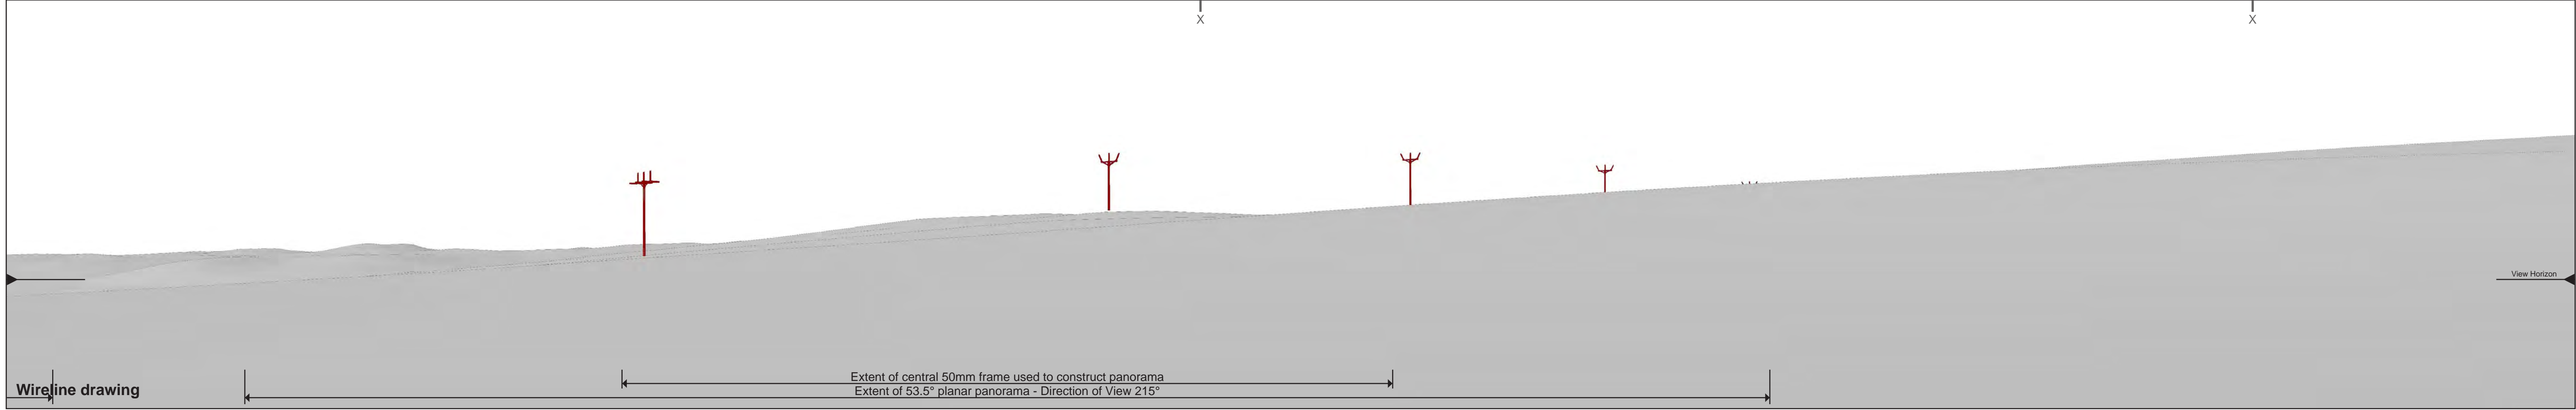 X
X
View Horizon
Extent of central 50mm frame used to construct panorama
Wireline drawing
Extent of 53.5° planar panorama - Direction of View 215°